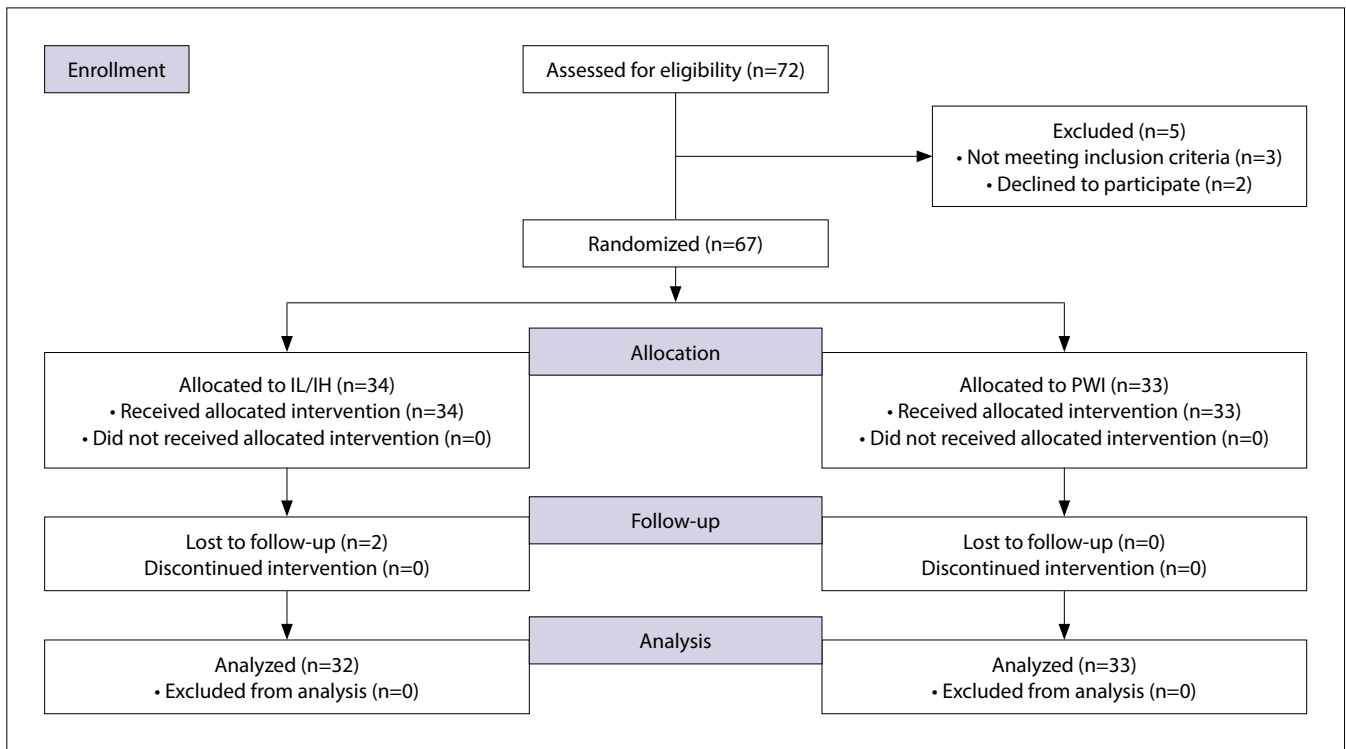 Enrollment
Assessed for eligibility (n=72)
Excluded (n=5)
• Not meeting inclusion criteria (n=3)
• Declined to participate (n=2)
Randomized (n=67)
Allocation
Allocated to IL/IH (n=34)
• Received allocated intervention (n=34)
• Did not received allocated intervention (n=0)
Allocated to PWI (n=33)
• Received allocated intervention (n=33)
• Did not received allocated intervention (n=0)
Follow-up
Lost to follow-up (n=2)
Discontinued intervention (n=0)
Lost to follow-up (n=0)
Discontinued intervention (n=0)
Analysis
Analyzed (n=32)
• Excluded from analysis (n=0)
Analyzed (n=33)
• Excluded from analysis (n=0)